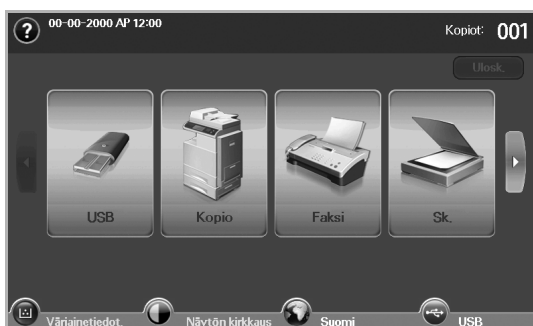 ?
00-00-2000 AP 12:00
Kopiot: 001
Ulosk.
USB
Kopio
Faksi
Sk.
Väriainetiedot.
Näytön kirkkaus
Suomi
USB